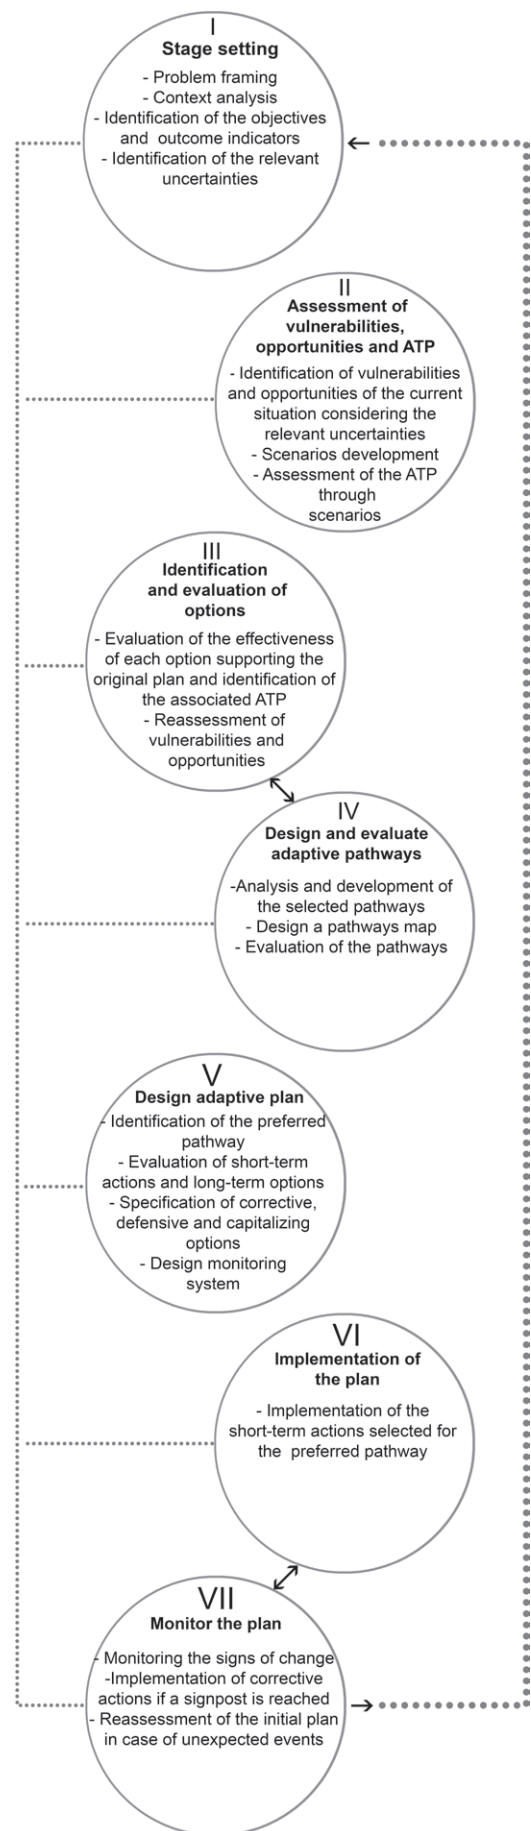 I
Stage setting
- Problem framing
- Context analysis
- Identification of the objectives
and outcome indicators
- Identification of the relevant
uncertainties
II
Assessment of
vulnerabilities,
opportunities and ATP
- Identification of vulnerabilities
and opportunities of the current
situation considering the
relevant uncertainties
- Scenarios development
- Assessment of the ATP
through
scenarios
III
Identification
and evaluation of
options
- Evaluation of the effectiveness
of each option supporting the
original plan and identification of
the associated ATP
- Reassessment of
vulnerabilities and
opportunities
IV
Design and evaluate
adaptive pathways
-Analysis and development of
the selected pathways
- Design a pathways map
- Evaluation of the pathways
V
Design adaptive plan
- Identification of the preferred
pathway
- Evaluation of short-term
actions and long-term options
- Specification of corrective,
defensive and capitalizing
options
- Design monitoring
system
VI
Implementation of
the plan
- Implementation of the
short-term actions selected for
the preferred pathway
VII
Monitor the plan
- Monitoring the signs of change
-Implementation of corrective
actions if a signpost is reached
- Reassessment of the initial plan
in case of unexpected events